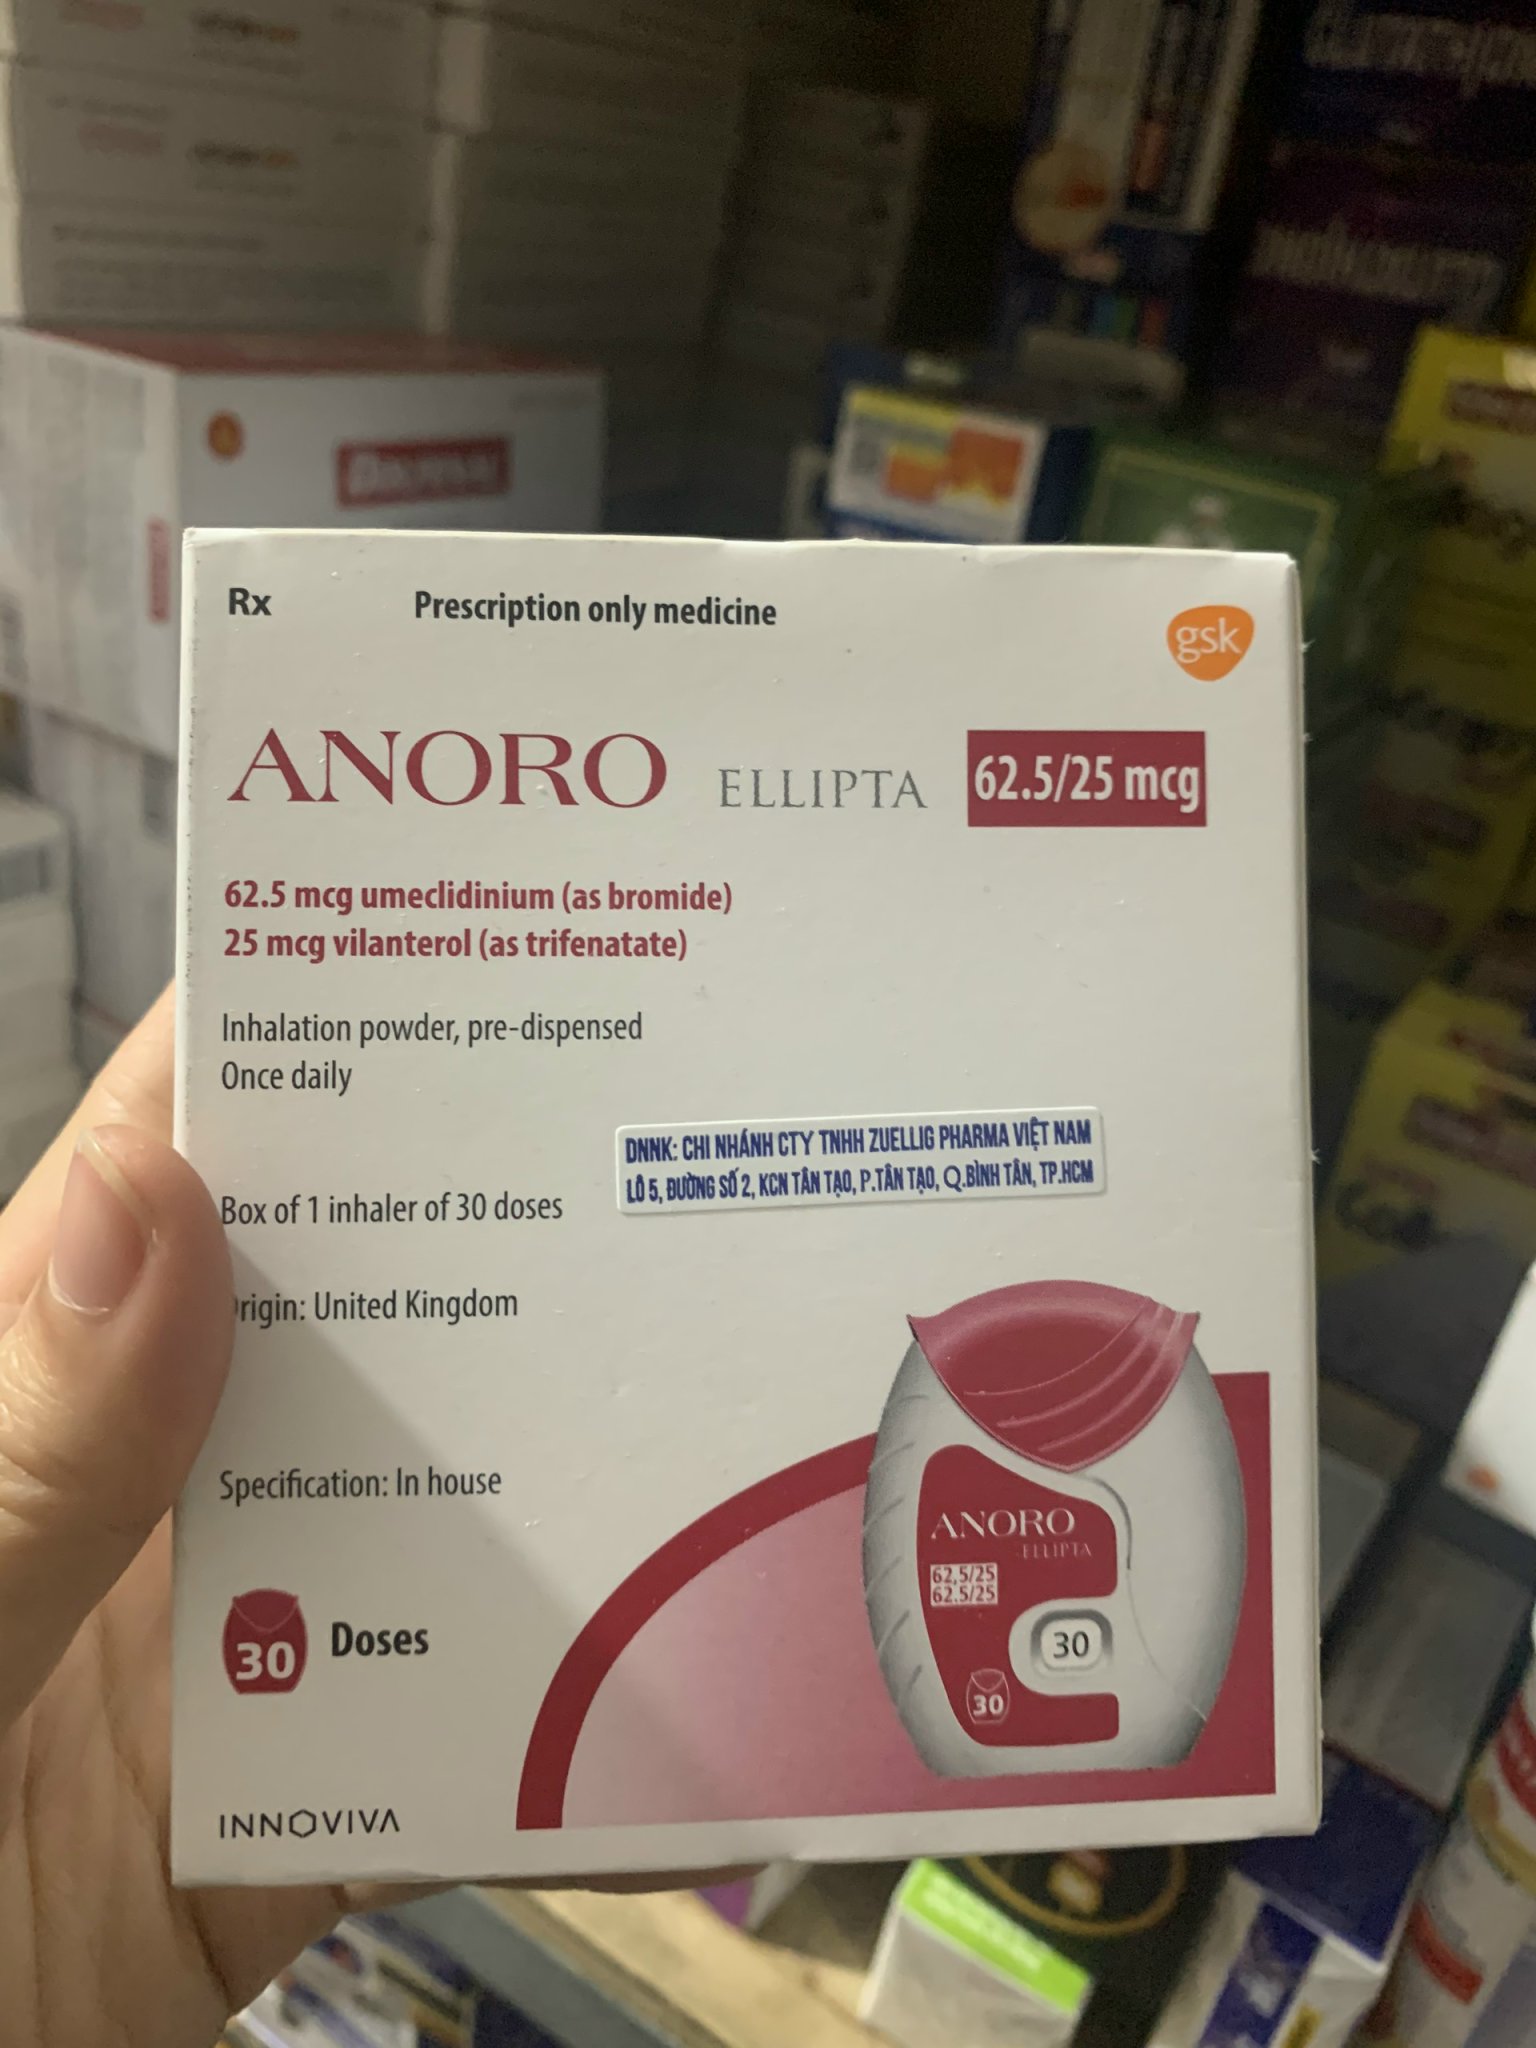 Rx Prescription only medicine
gsk
ANORO ELLIPTA 62.5/25 mcg
62.5 mcg umeclidinium (as bromide)
25 mcg vilanterol (as trifenatate)
Inhalation powder, pre-dispensed
Once daily
DNNK: CHI NHÁNH CTY TNHH ZUELLIG PHARMA VIỆT NAM
LÔ 5, ĐƯỜNG SỐ 2, KCN TÂN TẠO, P.TÂN TẠO, Q.BÌNH TÂN, TP.HCM
Box of 1 inhaler of 30 doses
rigin: United Kingdom
Specification: In house
ANORO
ELLIPTA
62,5/25
62.5/25
30
30
30 Doses
INNOVIVA